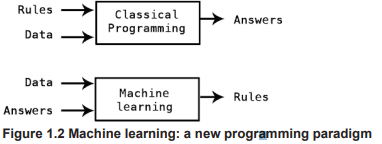 Rules
Data
Classical
Programming
Answers
Data
Answers
Machine
learning
Rules
Figure 1.2 Machine learning: a new programming paradigm